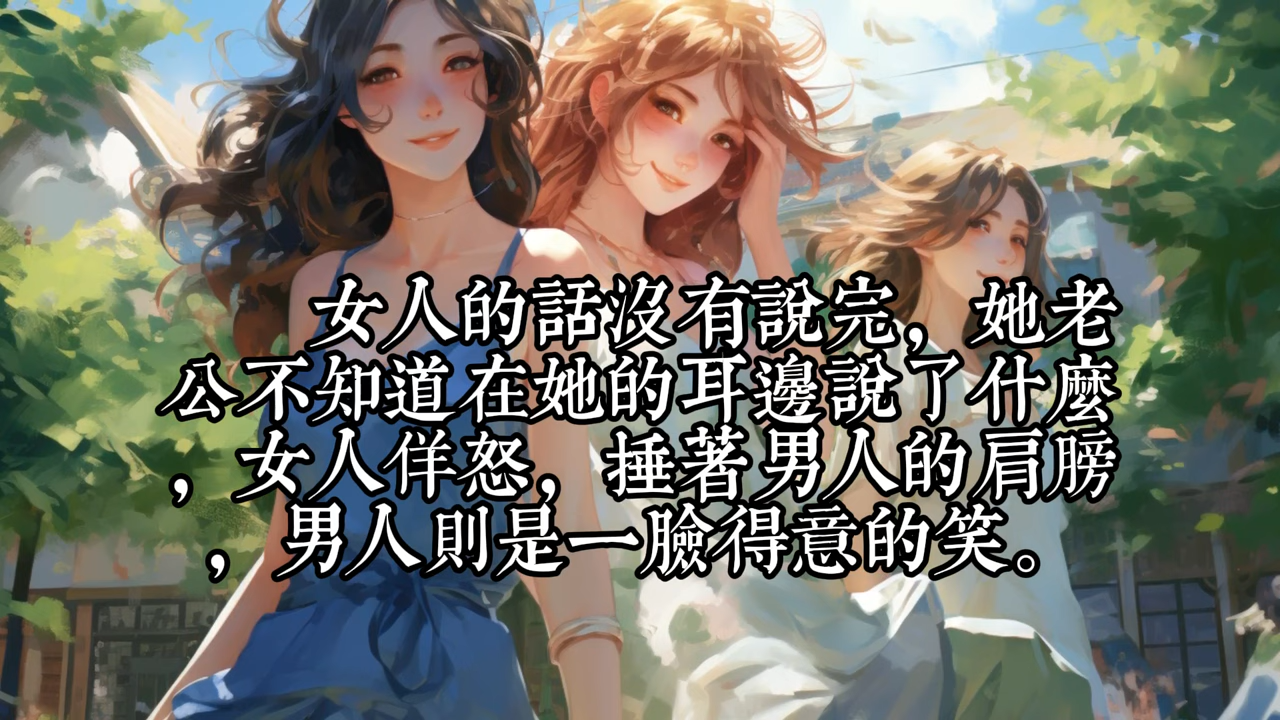 女人的話沒有說完，她老
公不知道在她的耳邊說了什麼
，女人佯怒，捶著男人的肩膀
，男人則是一臉得意的笑。